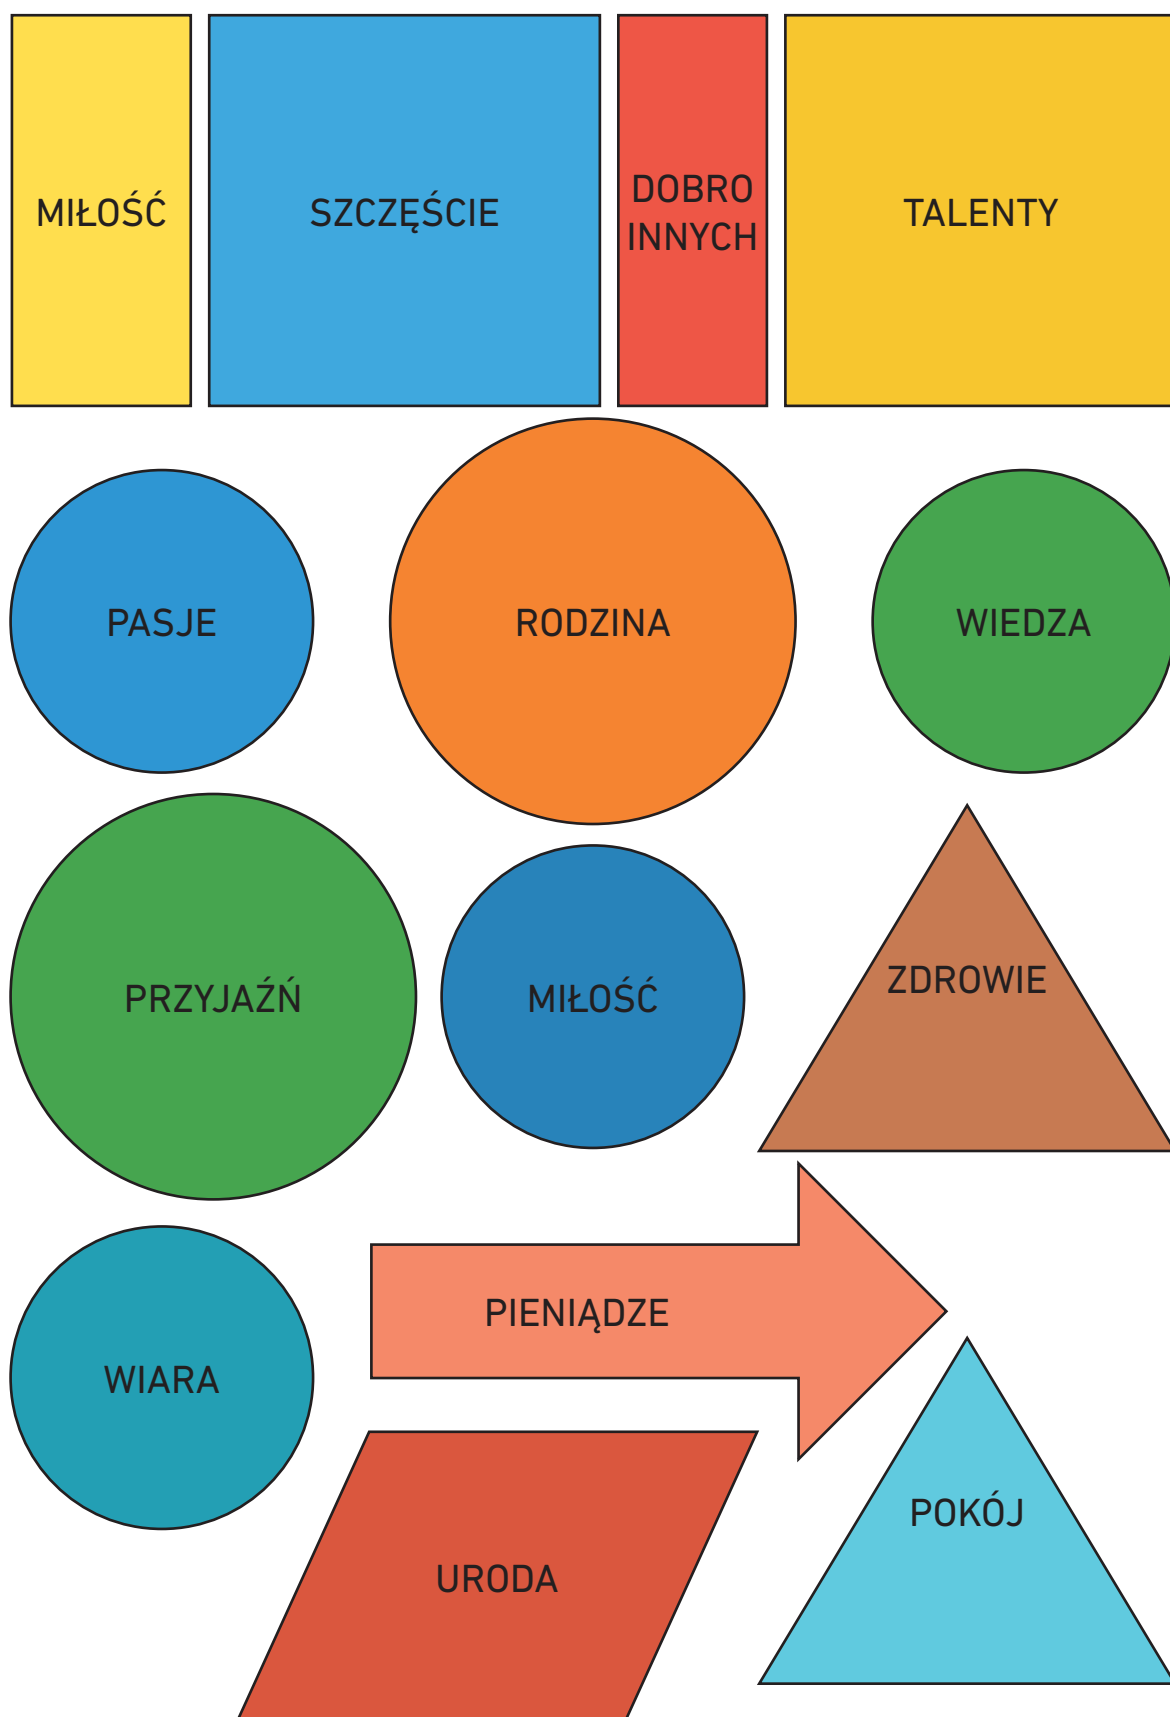 MIŁOŚĆ
SZCZĘŚCIE
DOBRO
INNYCH
TALENTY
PASJE
RODZINA
WIEDZA
PRZYJAŹŃ
MIŁOŚĆ
ZDROWIE
PIENIĄDZE
WIARA
POKÓJ
URODA